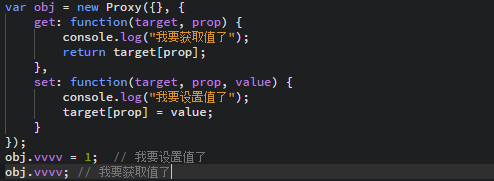 var obj = new Proxy({}, {
    get: function(target, prop) {
        console.log("我要获取值了");
        return target[prop];
    },
    set: function(target, prop, value) {
        console.log("我要设置值了");
        target[prop] = value;
    }
});
obj.vvvv = 1;  // 我要设置值了
obj.vvvv; // 我要获取值了